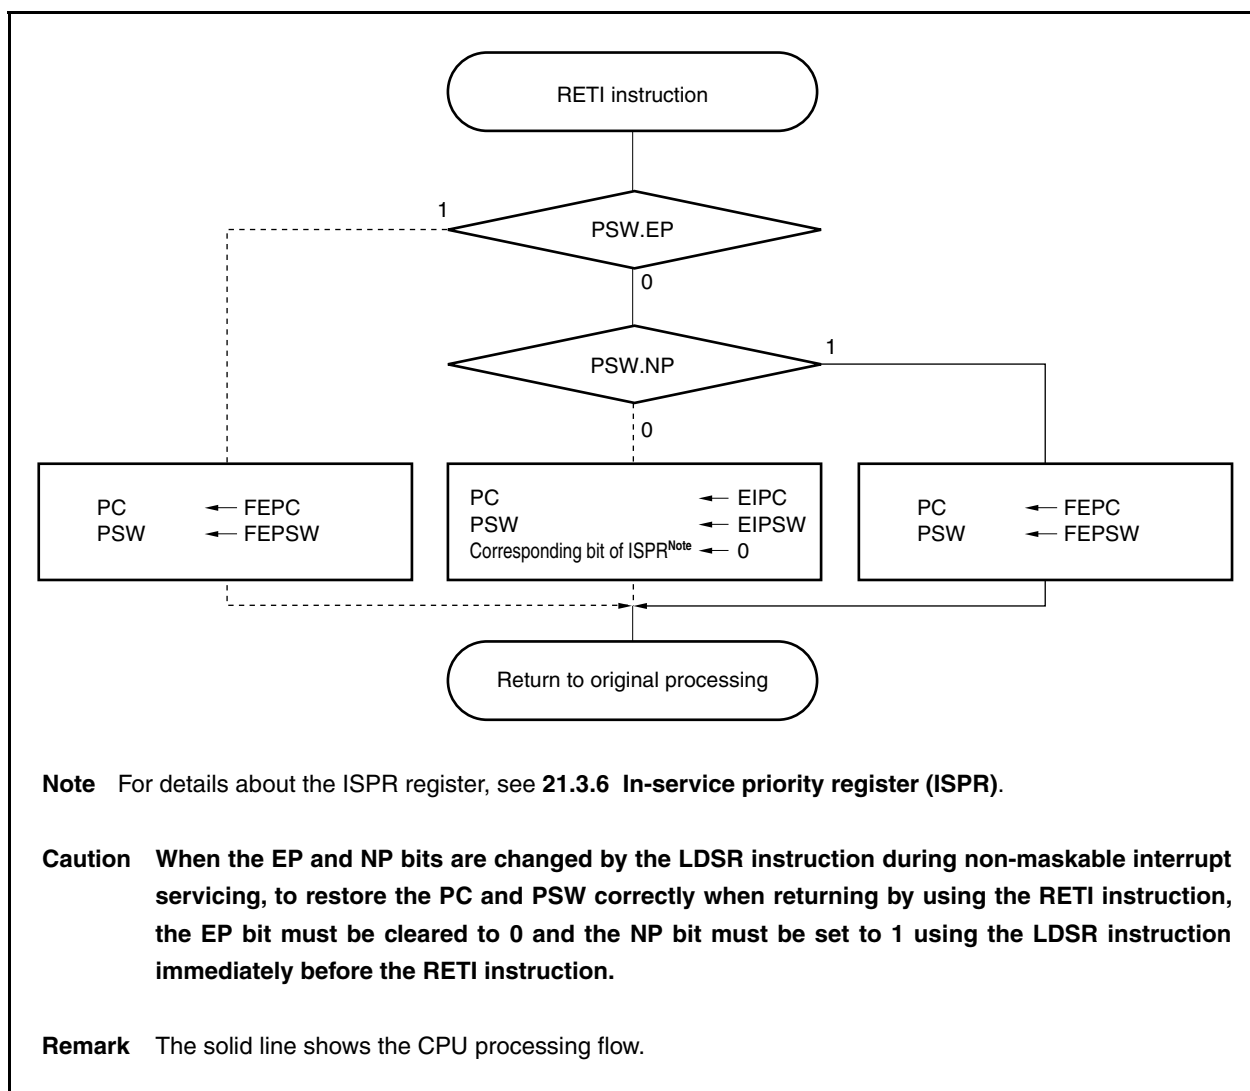 RETI instruction
1
PSW.EP
0
PSW.NP
1
0
PC ← FEPC
PSW ← FEPSW
PC ← EIPC
PSW ← EIPSW
Corresponding bit of ISPRNote ← 0
PC ← FEPC
PSW ← FEPSW
Return to original processing
Note For details about the ISPR register, see 21.3.6 In-service priority register (ISPR).
Caution When the EP and NP bits are changed by the LDSR instruction during non-maskable interrupt
servicing, to restore the PC and PSW correctly when returning by using the RETI instruction,
the EP bit must be cleared to 0 and the NP bit must be set to 1 using the LDSR instruction
immediately before the RETI instruction.
Remark The solid line shows the CPU processing flow.